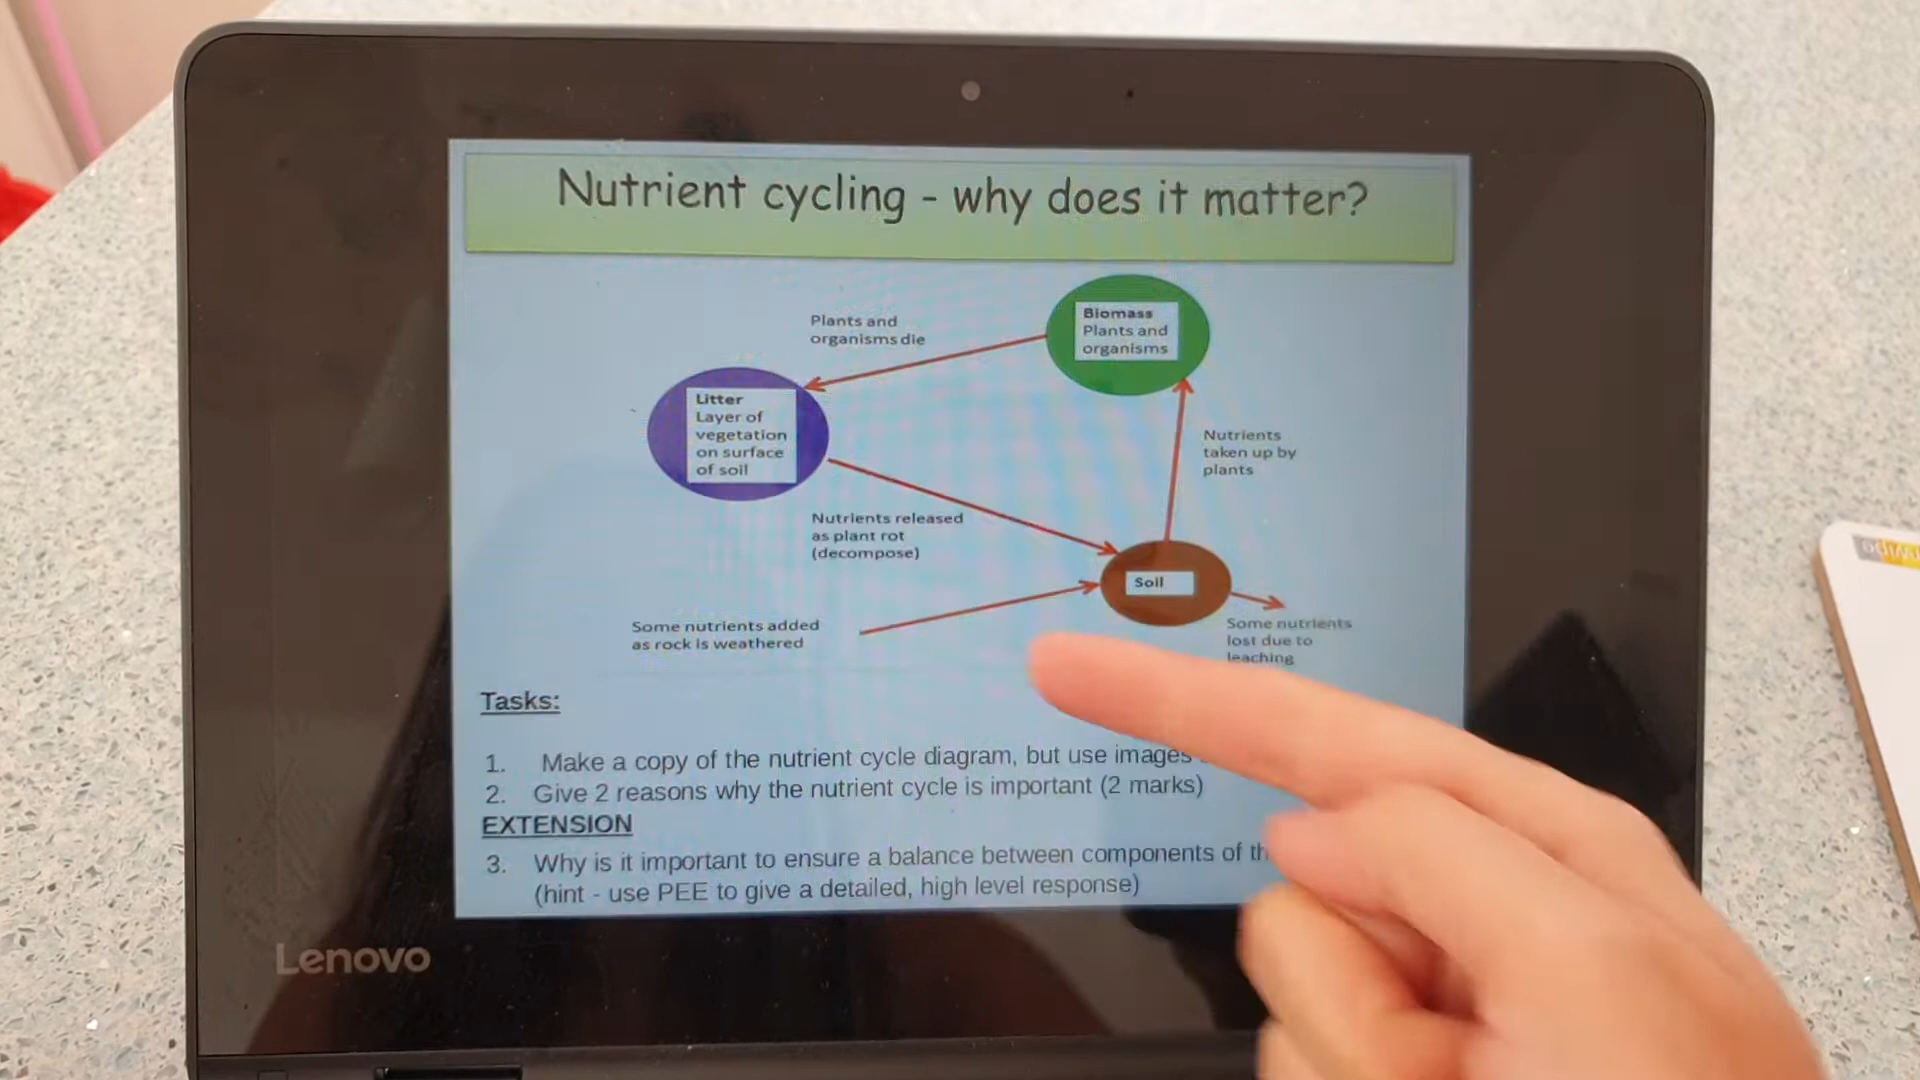 Nutrient cycling - why does it matter?
Biomass
Plants and
organisms
Plants and
organisms die
Litter
Layer of
vegetation
on surface
of soil
Nutrients
taken up by
plants
Nutrients released
as plant rot
(decompose)
Soil
Some nutrients added
as rock is weathered
Some nutrients
lost due to
leaching
Tasks:
1. Make a copy of the nutrient cycle diagram, but use images
2. Give 2 reasons why the nutrient cycle is important (2 marks)
EXTENSION
3. Why is it important to ensure a balance between components of
(hint - use PEE to give a detailed, high level response)
Lenovo